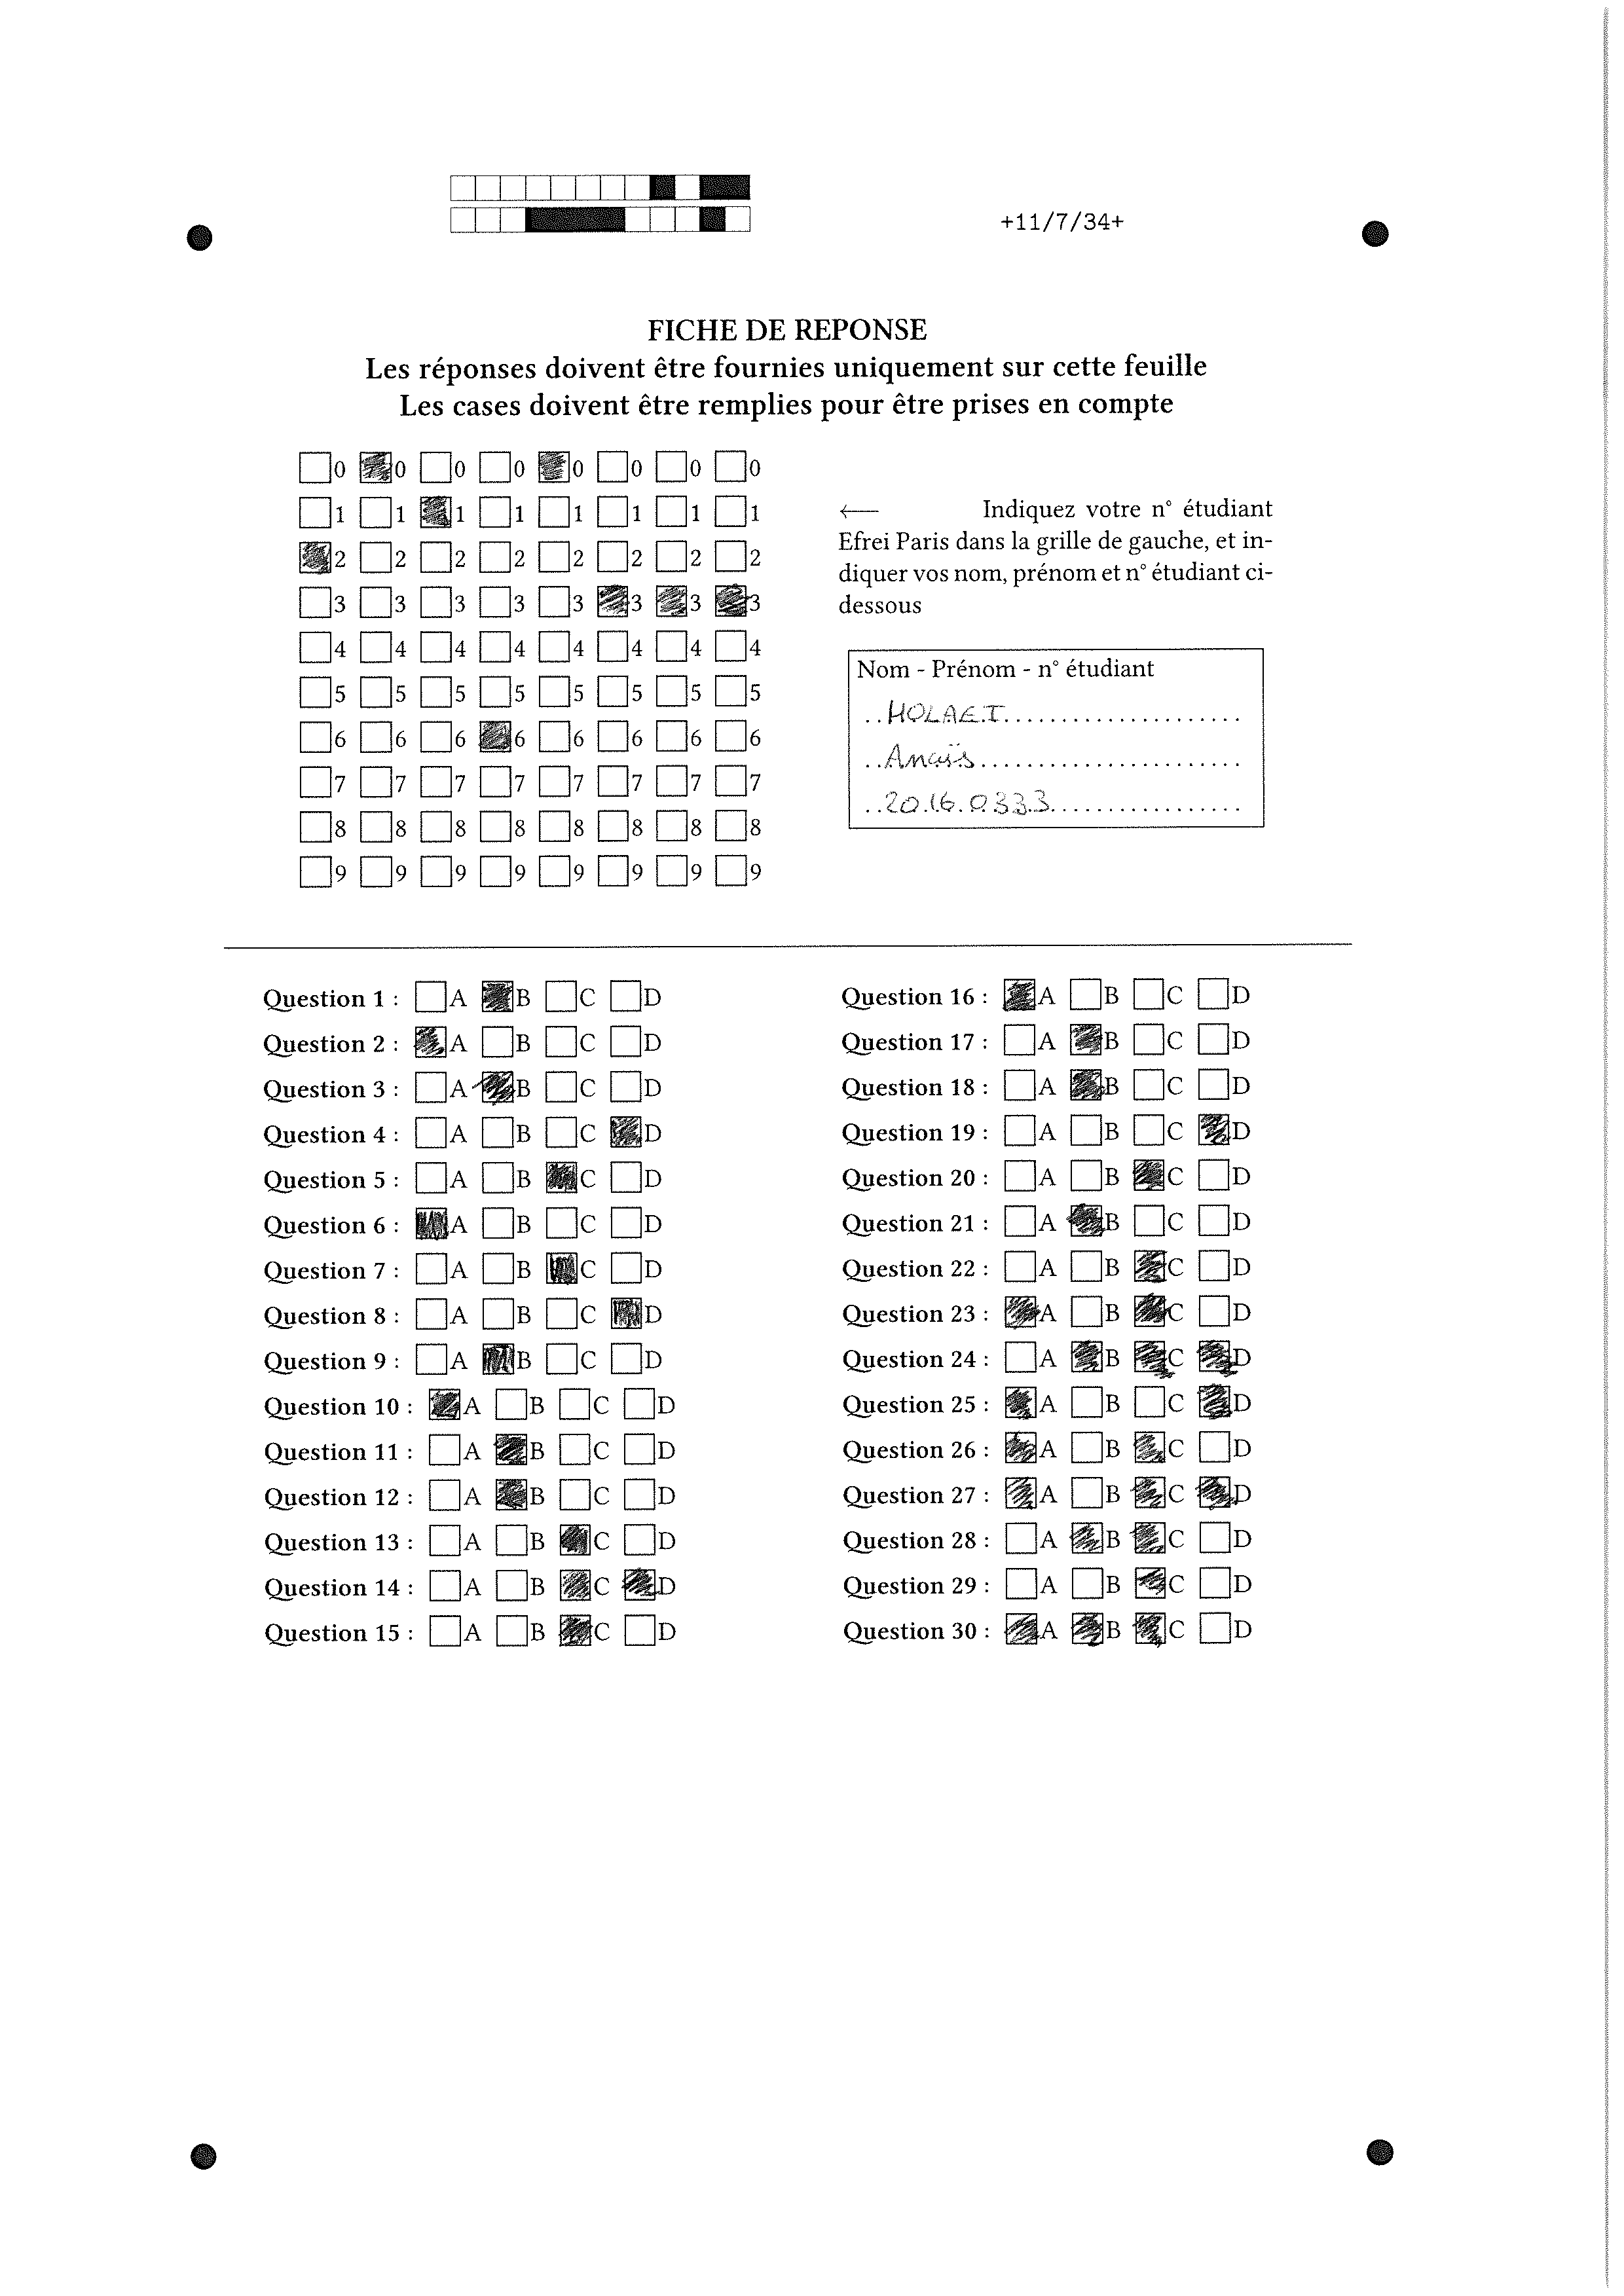 +11/7/34+
FICHE DE REPONSE
Les réponses doivent être fournies uniquement sur cette feuille
Les cases doivent être remplies pour être prises en compte
0 0 0 0 0 0 0 0
1 1 1 1 1 1 1 1
2 2 2 2 2 2 2 2
3 3 3 3 3 3 3 3
4 4 4 4 4 4 4 4
5 5 5 5 5 5 5 5
6 6 6 6 6 6 6 6
7 7 7 7 7 7 7 7
8 8 8 8 8 8 8 8
9 9 9 9 9 9 9 9
← Indiquez votre n° étudiant
Efrei Paris dans la grille de gauche, et in-
diquer vos nom, prénom et n° étudiant ci-
dessous
Nom - Prénom - n° étudiant
Anaïs
20160333
Question 1 : A B C D
Question 2 : A B C D
Question 3 : A B C D
Question 4 : A B C D
Question 5 : A B C D
Question 6 : A B C D
Question 7 : A B C D
Question 8 : A B C D
Question 9 : A B C D
Question 10 : A B C D
Question 11 : A B C D
Question 12 : A B C D
Question 13 : A B C D
Question 14 : A B C D
Question 15 : A B C D
Question 16 : A B C D
Question 17 : A B C D
Question 18 : A B C D
Question 19 : A B C D
Question 20 : A B C D
Question 21 : A B C D
Question 22 : A B C D
Question 23 : A B C D
Question 24 : A B C D
Question 25 : A B C D
Question 26 : A B C D
Question 27 : A B C D
Question 28 : A B C D
Question 29 : A B C D
Question 30 : A B C D